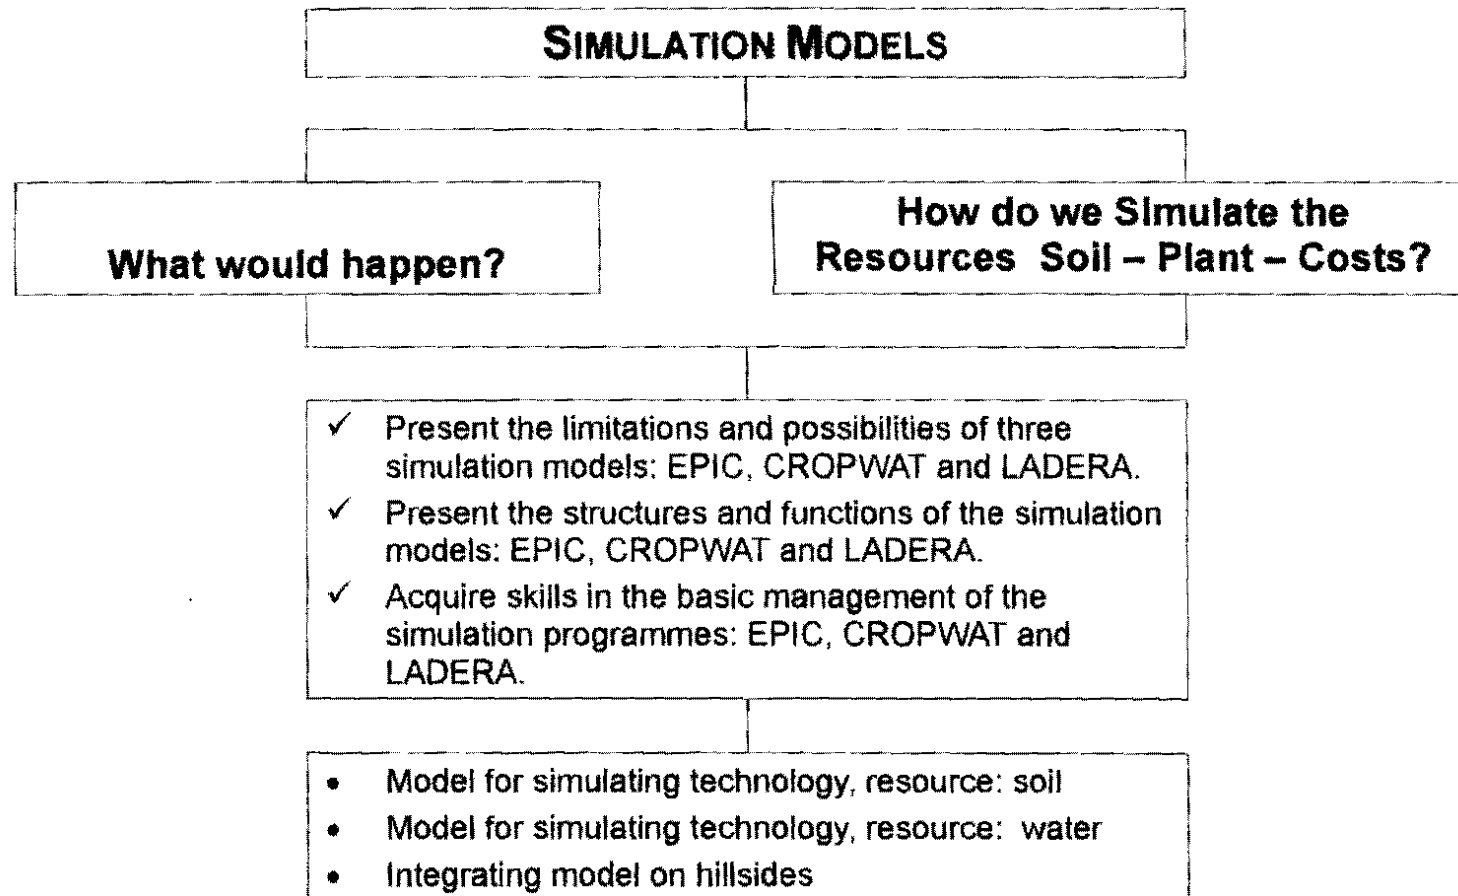 SIMULATION MODELS
What would happen?
How do we Simulate the
Resources Soil – Plant – Costs?
✓ Present the limitations and possibilities of three
simulation models: EPIC, CROPWAT and LADERA.
✓ Present the structures and functions of the simulation
models: EPIC, CROPWAT and LADERA.
✓ Acquire skills in the basic management of the
simulation programmes: EPIC, CROPWAT and
LADERA.
• Model for simulating technology, resource: soil
• Model for simulating technology, resource: water
• Integrating model on hillsides